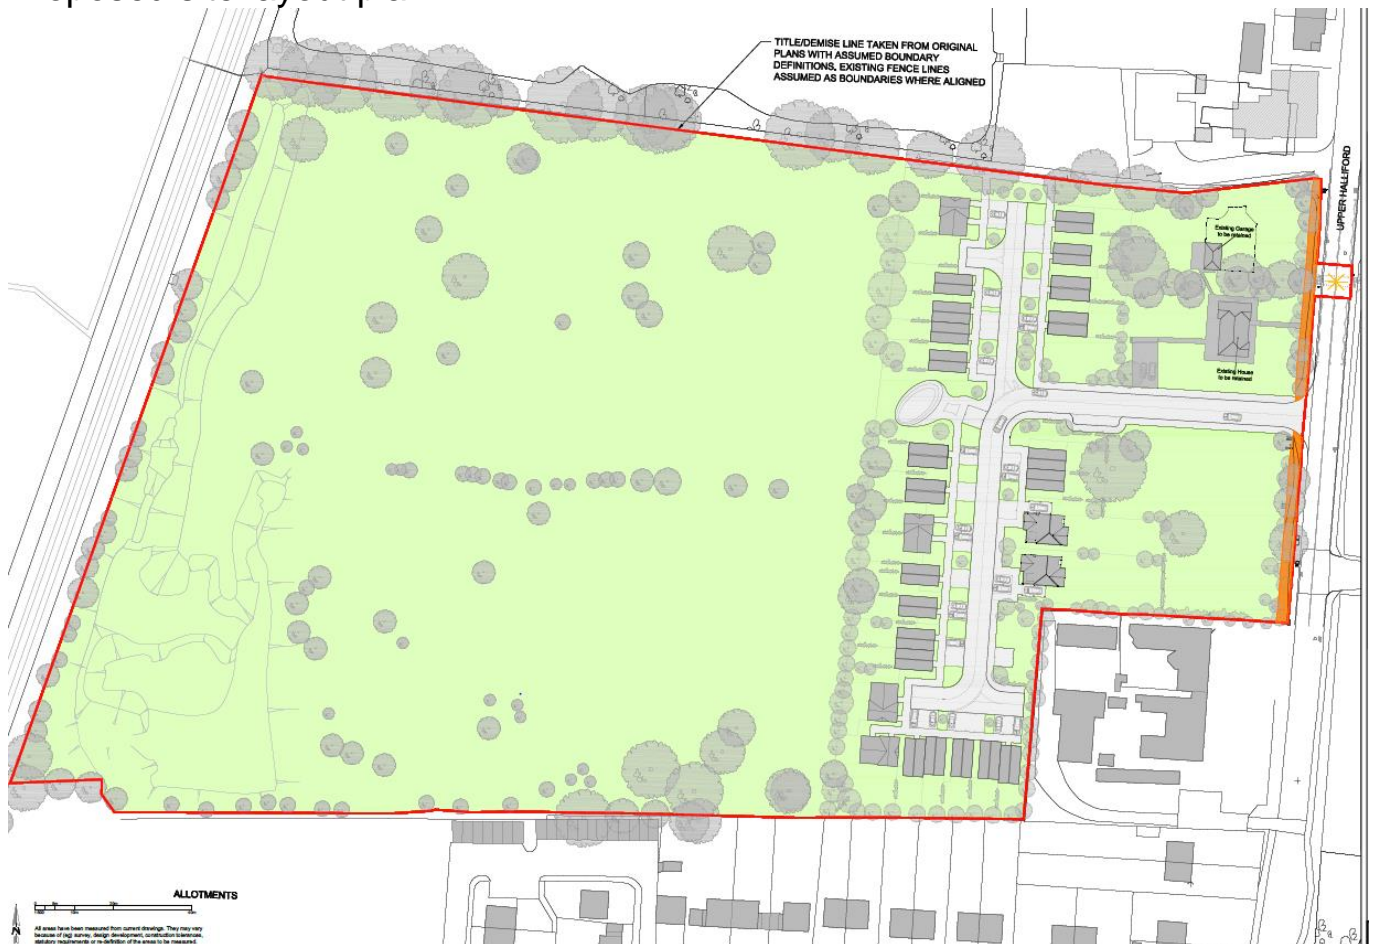 TITLE/DEMISE LINE TAKEN FROM ORIGINAL
PLANS WITH ASSUMED BOUNDARY
DEFINITIONS. EXISTING FENCE LINES
ASSUMED AS BOUNDARIES WHERE ALIGNED
UPPER HALLIFORD
Existing Garage
to be retained
Existing House
to be retained
ALLOTMENTS
All areas have been measured from current drawings. They may vary
because of (eg) survey, design development, construction tolerances,
statutory requirements or re-definition of the areas to be measured.
N